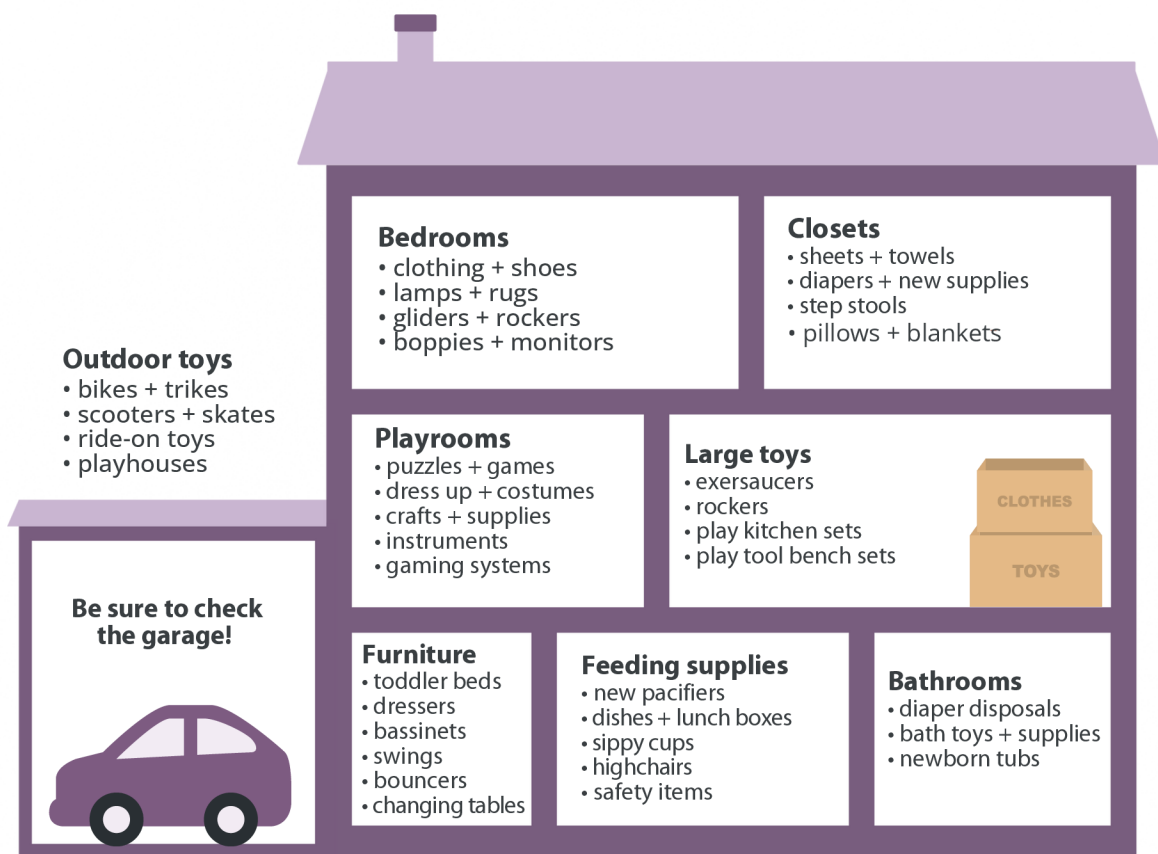 Bedrooms
• clothing + shoes
• lamps + rugs
• gliders + rockers
• boppies + monitors
Closets
• sheets + towels
• diapers + new supplies
• step stools
• pillows + blankets
Outdoor toys
• bikes + trikes
• scooters + skates
• ride-on toys
• playhouses
Playrooms
• puzzles + games
• dress up + costumes
• crafts + supplies
• instruments
• gaming systems
Large toys
• exersaucers
• rockers
• play kitchen sets
• play tool bench sets
CLOTHES
TOYS
Be sure to check
the garage!
Furniture
• toddler beds
• dressers
• bassinets
• swings
• bouncers
• changing tables
Feeding supplies
• new pacifiers
• dishes + lunch boxes
• sippy cups
• highchairs
• safety items
Bathrooms
• diaper disposals
• bath toys + supplies
• newborn tubs